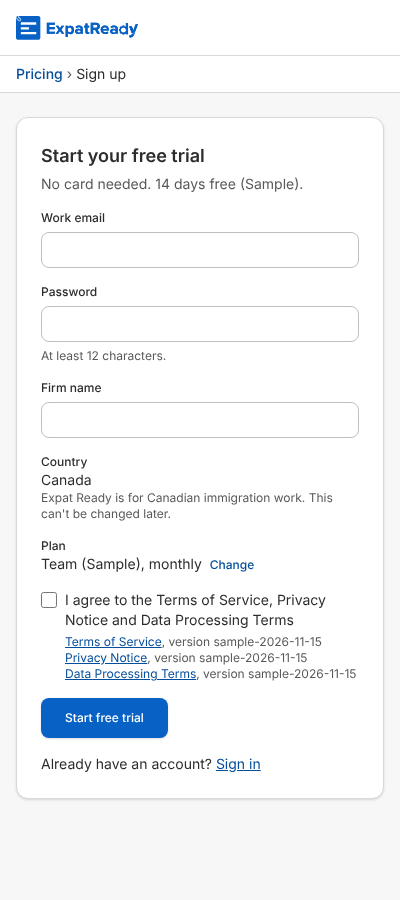 ExpatReady
Pricing › Sign up
Start your free trial
No card needed. 14 days free (Sample).
Work email
Password
At least 12 characters.
Firm name
Country
Canada
Expat Ready is for Canadian immigration work. This
can't be changed later.
Plan
Team (Sample), monthly Change
I agree to the Terms of Service, Privacy
Notice and Data Processing Terms
Terms of Service, version sample-2026-11-15
Privacy Notice, version sample-2026-11-15
Data Processing Terms, version sample-2026-11-15
Start free trial
Already have an account? Sign in